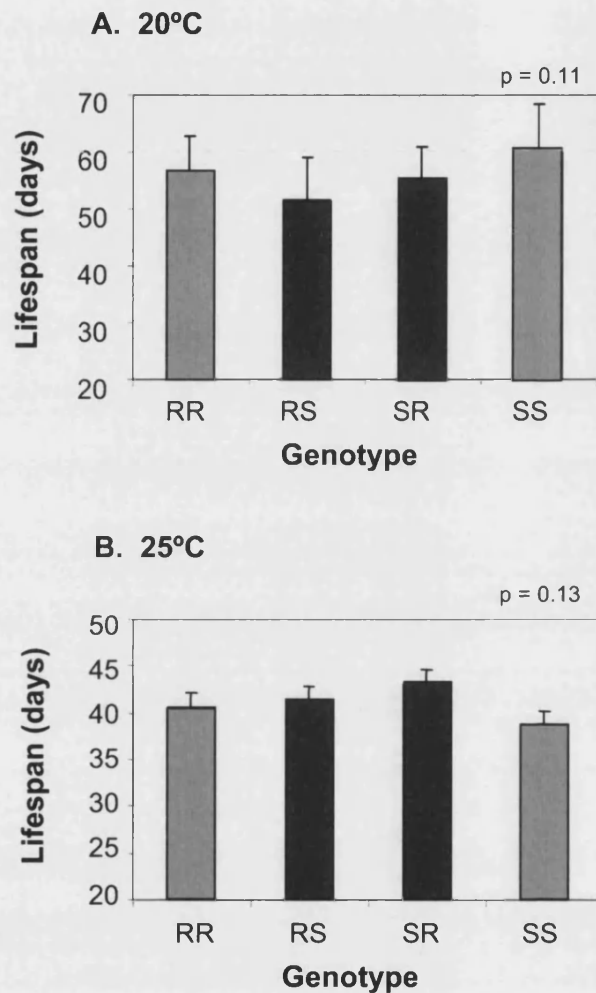 A. 20ºC
p = 0.11
70
60
50
40
30
20
Lifespan (days)
RR RS SR SS
Genotype
B. 25ºC
p = 0.13
50
45
40
35
30
25
20
Lifespan (days)
RR RS SR SS
Genotype